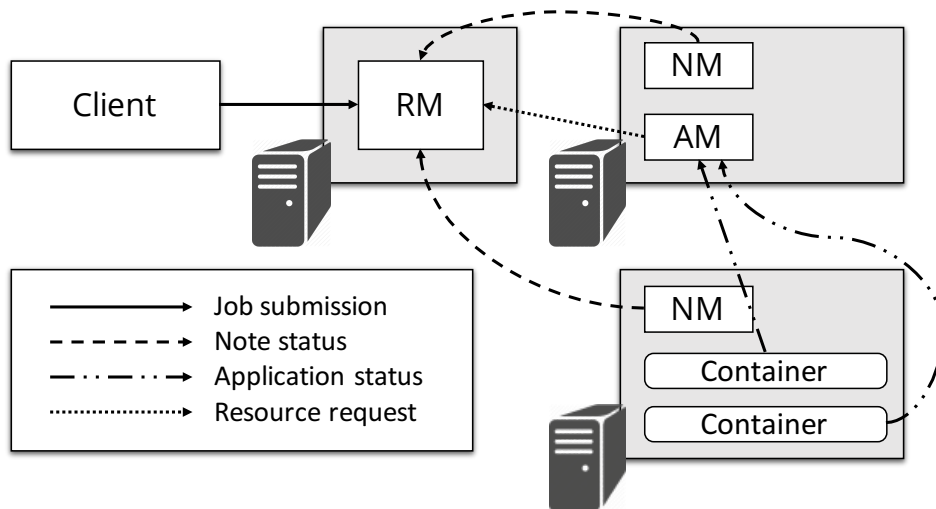 Client
RM
NM
AM
NM
Container
Container
Job submission
Note status
Application status
Resource request